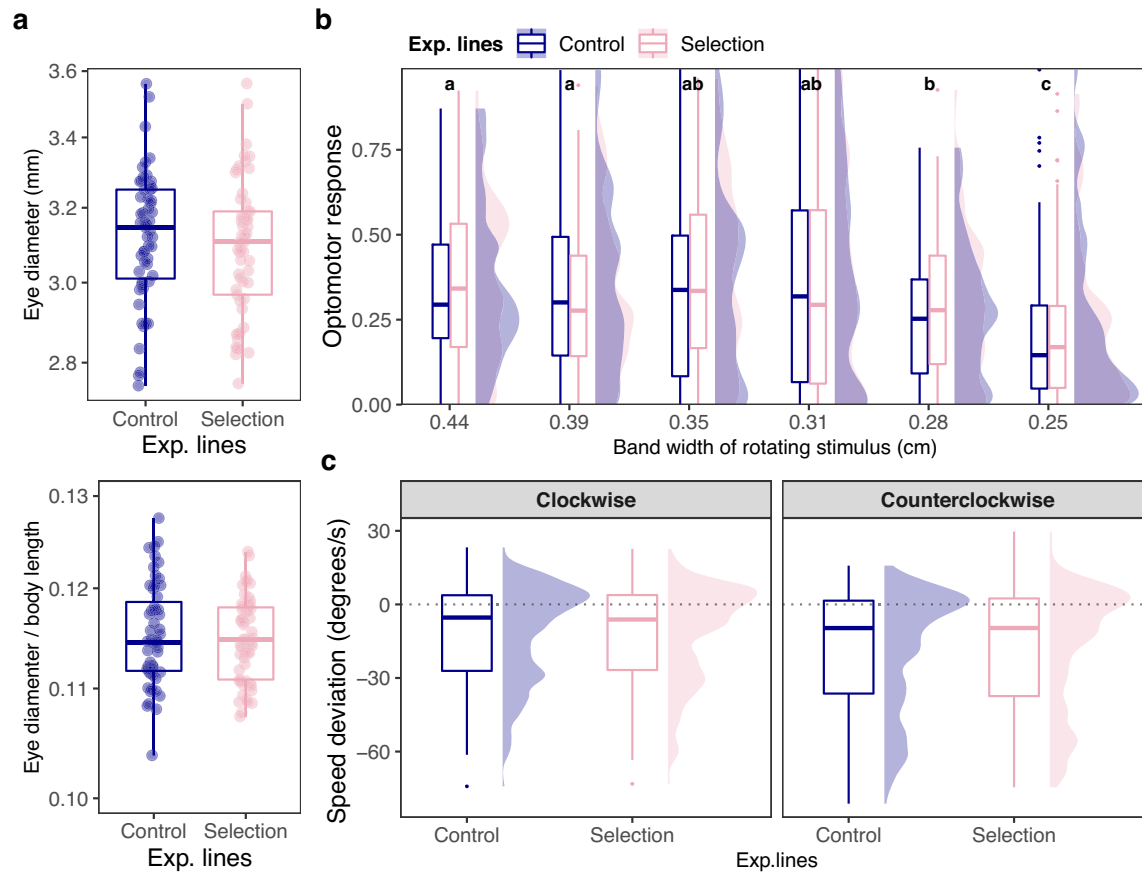 a
3.6
3.4
3.2
3.0
2.8
Eye diameter (mm)
Control Selection
Exp. lines
0.13
0.12
0.11
0.10
Eye diamenter / body length
Control Selection
Exp. lines
b
Exp. lines Control Selection
a a ab ab b c
0.75
0.50
0.25
0.00
Optomotor response
0.44 0.39 0.35 0.31 0.28 0.25
Band width of rotating stimulus (cm)
c
Clockwise Counterclockwise
30
0
−30
−60
Speed deviation (degrees/s)
Control Selection Control Selection
Exp.lines